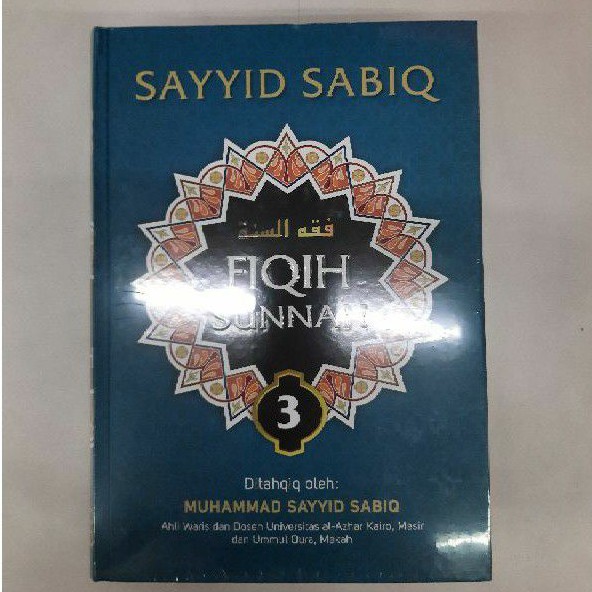 SAYYID SABIQ
فقه السنة
FIQIH
SUNNAH
3
Ditahqiq oleh:
MUHAMMAD SAYYID SABIQ
Ahli Waris dan Dosen Universitas al-Azhar Kairo, Mesir
dan Ummul Qura, Makah